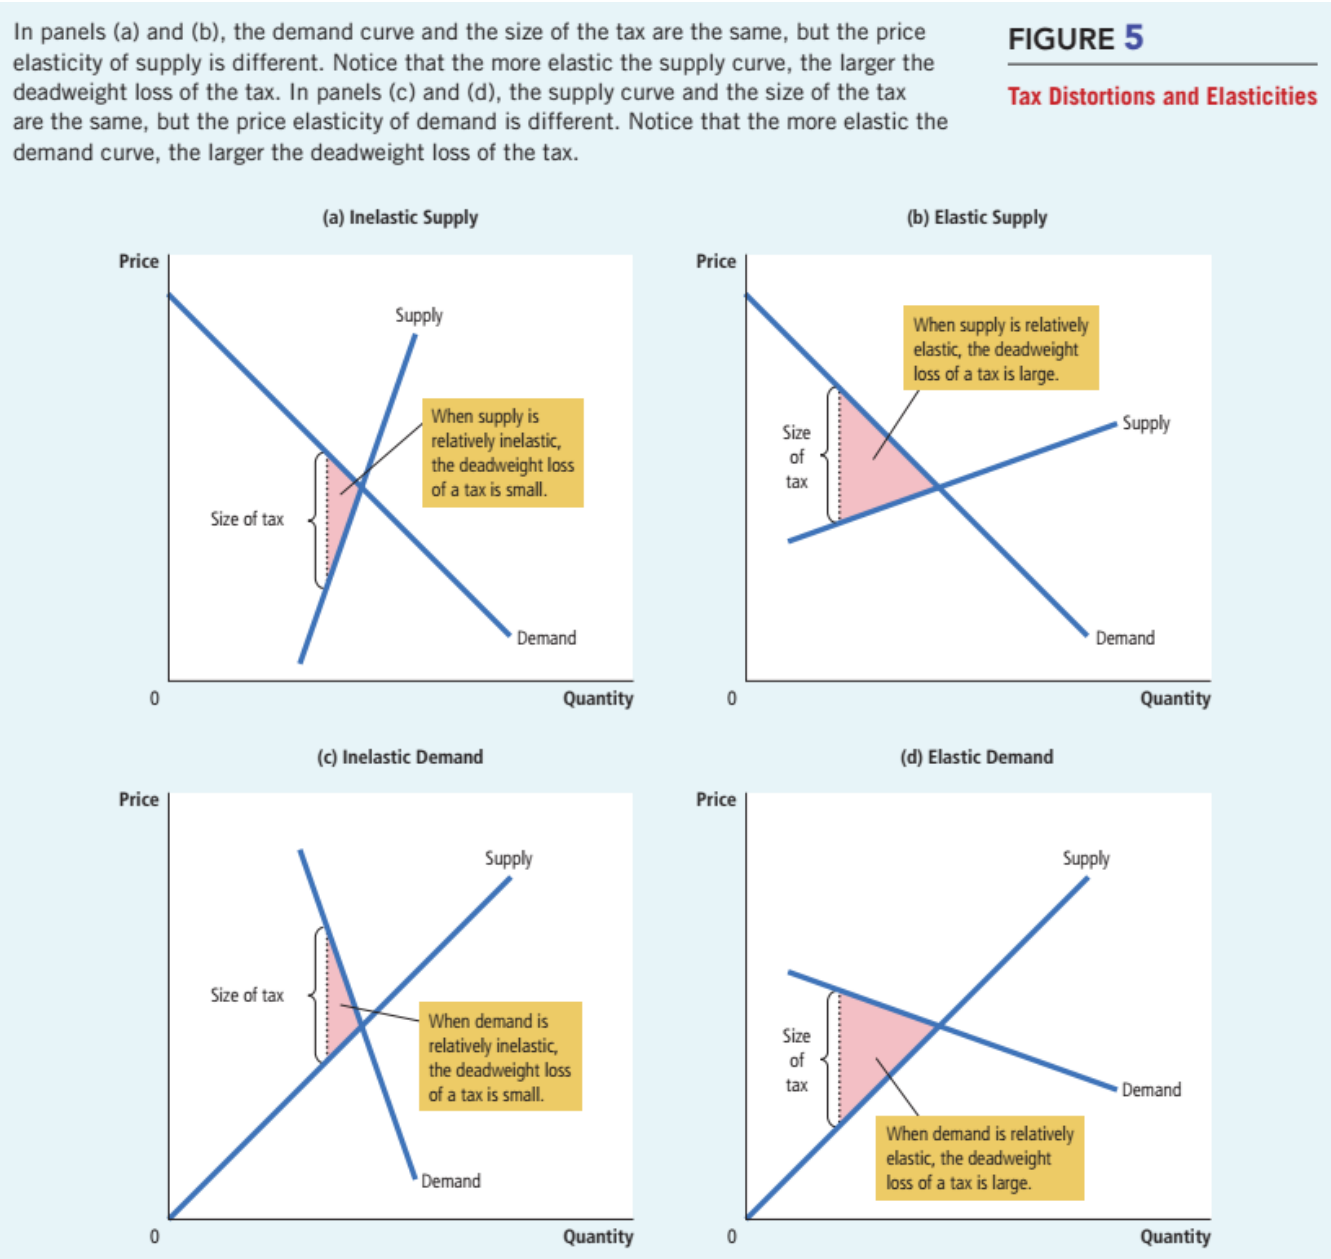 In panels (a) and (b), the demand curve and the size of the tax are the same, but the price
elasticity of supply is different. Notice that the more elastic the supply curve, the larger the
deadweight loss of the tax. In panels (c) and (d), the supply curve and the size of the tax
are the same, but the price elasticity of demand is different. Notice that the more elastic the
demand curve, the larger the deadweight loss of the tax.
FIGURE 5
Tax Distortions and Elasticities
(a) Inelastic Supply
Price
Supply
When supply is
relatively inelastic,
the deadweight loss
of a tax is small.
Size of tax
Demand
0
Quantity
(b) Elastic Supply
Price
When supply is relatively
elastic, the deadweight
loss of a tax is large.
Supply
Size
of
tax
Demand
0
Quantity
(c) Inelastic Demand
Price
Supply
Size of tax
When demand is
relatively inelastic,
the deadweight loss
of a tax is small.
Demand
0
Quantity
(d) Elastic Demand
Price
Supply
Size
of
tax
Demand
When demand is relatively
elastic, the deadweight
loss of a tax is large.
0
Quantity